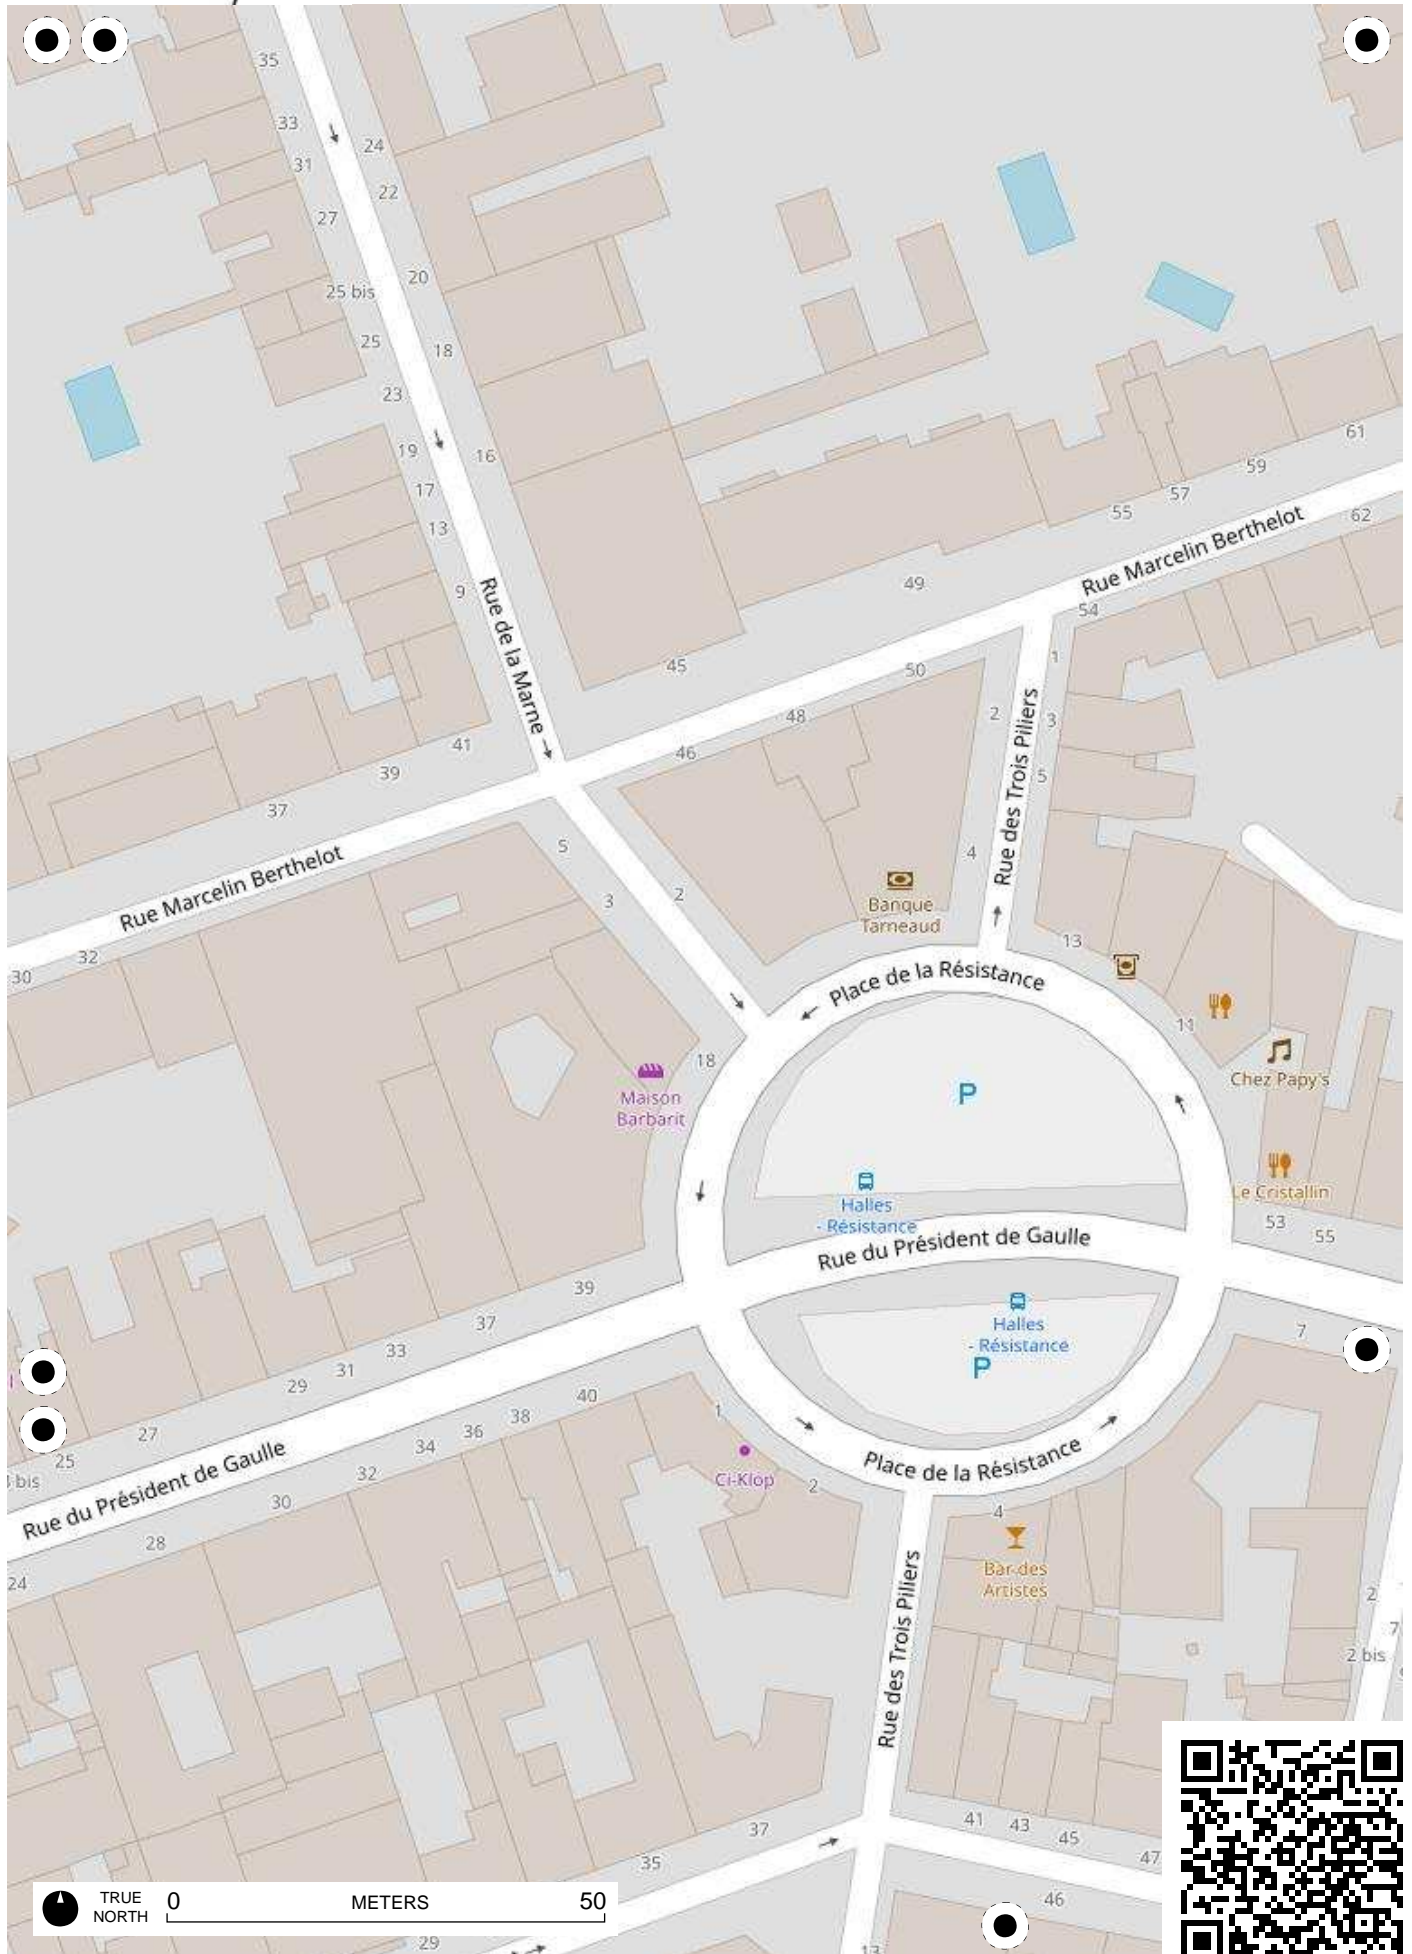 35
33
24
31
22
27
20
25 bis
25
18
23
19
16
61
59
17
57
62
55
13
Rue Marcelin Berthelot
49
9
54
Rue de la Marne
1
45
50
2
3
48
Rue des Trois Piliers
41
46
39
5
37
5
4
Rue Marcelin Berthelot
Banque
Tarneaud
3
2
13
32
30
Place de la Résistance
11
18
Chez Papy's
P
Maison
Barbarit
Le Cristallin
Halles
- Résistance
53
55
Rue du Président de Gaulle
39
37
Halles
- Résistance
7
33
P
31
29
40
1
38
36
27
34
25
bis
32
Place de la Résistance
Rue du Président de Gaulle
Ci-Klop
2
30
4
28
24
Bar des
Artistes
2
7
2 bis
Rue des Trois Piliers
41
43
45
47
37
35
46
29
13
TRUE
NORTH
0
METERS
50